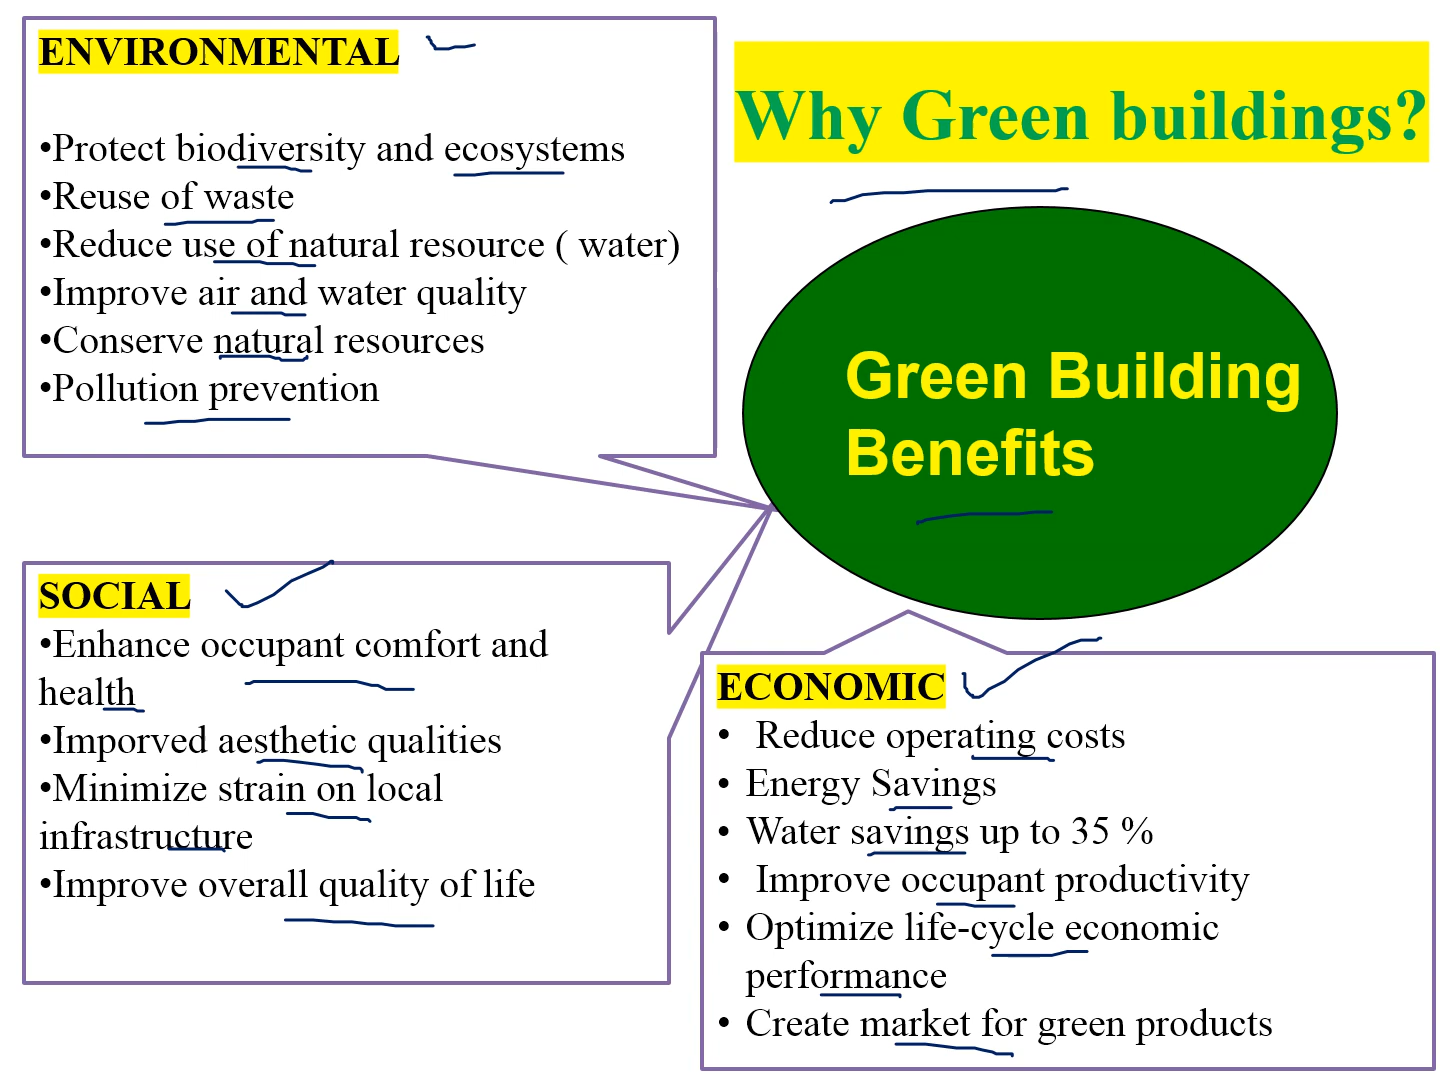 ENVIRONMENTAL
•Protect biodiversity and ecosystems
•Reuse of waste
•Reduce use of natural resource ( water)
•Improve air and water quality
•Conserve natural resources
•Pollution prevention
Why Green buildings?
Green Building
Benefits
SOCIAL
•Enhance occupant comfort and
health
•Imporved aesthetic qualities
•Minimize strain on local
infrastructure
•Improve overall quality of life
ECONOMIC
• Reduce operating costs
• Energy Savings
• Water savings up to 35 %
• Improve occupant productivity
• Optimize life-cycle economic
performance
• Create market for green products